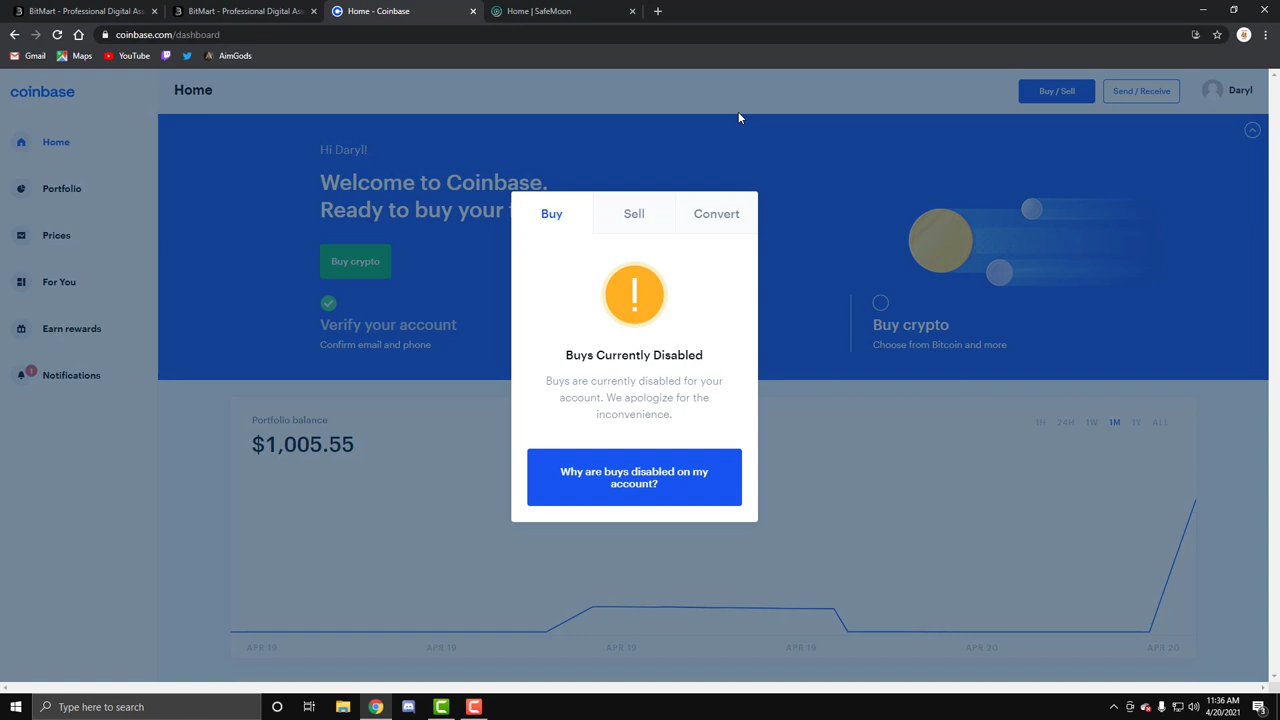 BitMart - Professional Digital Ass
BitMart - Professional Digital Ass
Home - Coinbase
Home | SafeMoon
coinbase.com/dashboard
Gmail
Maps
YouTube
AimGods
coinbase
Home
Buy / Sell
Send / Receive
Daryl
Home
Portfolio
Prices
For You
Earn rewards
1
Notifications
Hi Daryl!
Welcome to Coinbase.
Ready to buy your f
Buy crypto
Verify your account
Confirm email and phone
Buy crypto
Choose from Bitcoin and more
Buy
Sell
Convert
!
Buys Currently Disabled
Buys are currently disabled for your
account. We apologize for the
inconvenience.
Why are buys disabled on my
account?
Portfolio balance
$1,005.55
1H 24H 1W 1M 1Y ALL
APR 19 APR 19 APR 19 APR 19 APR 20 APR 20
Type here to search
11:36 AM
4/20/2021
3